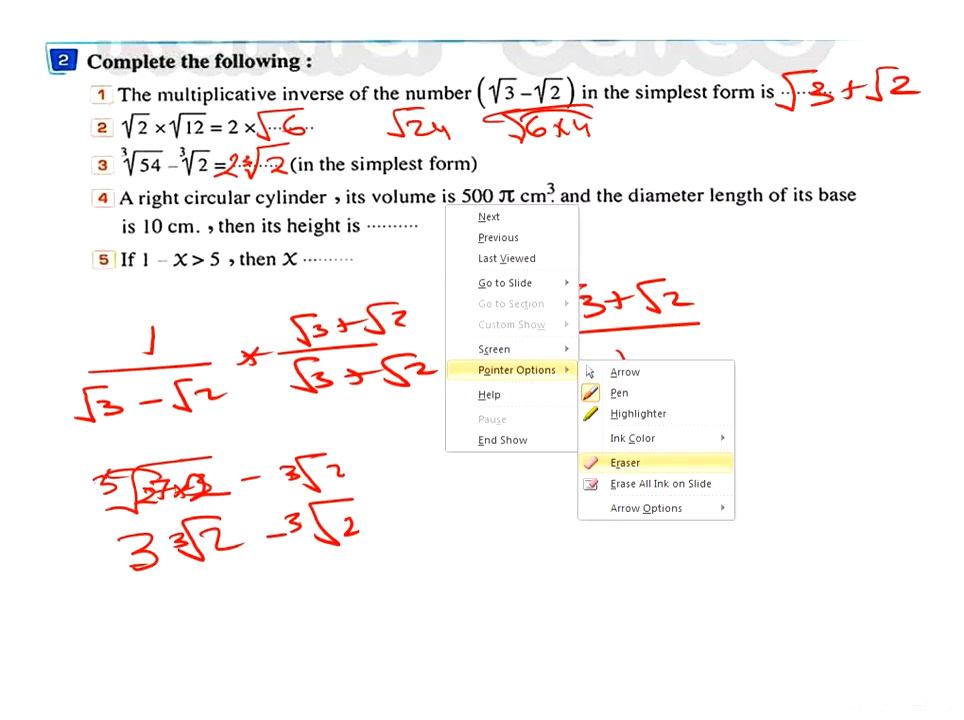 2 Complete the following :
1 The multiplicative inverse of the number (√3 – √2) in the simplest form is ········ √3 + √2
2 √2 × √12 = 2 × ········ √6 √24 √6×4
3 ∛54 – ∛2 = ········ 2∛2 (in the simplest form)
4 A right circular cylinder , its volume is 500 π cm³. and the diameter length of its base
is 10 cm. , then its height is ··········
5 If 1 – X > 5 , then X ··········
1 / (√3 – √2) * (√3 + √2) / (√3 + √2)
3 + √2
Next
Previous
Last Viewed
Go to Slide
Go to Section
Custom Show
Screen
Pointer Options
Help
Pause
End Show
Arrow
Pen
Highlighter
Ink Color
Eraser
Erase All Ink on Slide
Arrow Options
– ∛2
3 ∛2 – ∛2